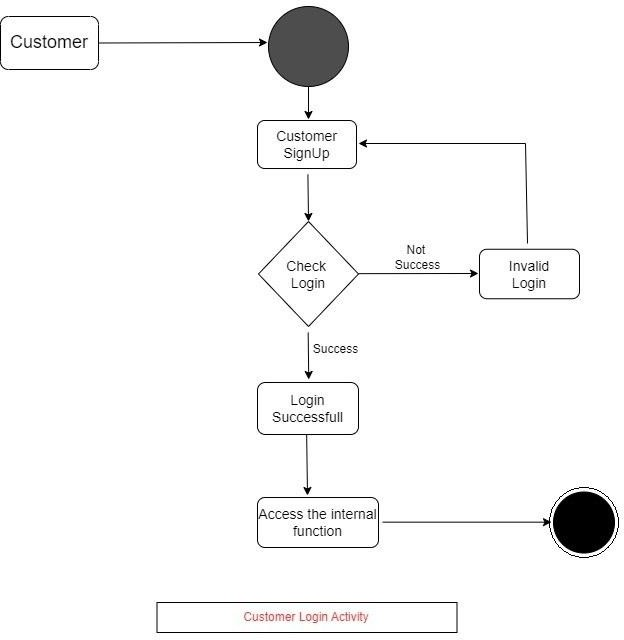 Customer
Customer
SignUp
Check
Login
Not
Success
Invalid
Login
Success
Login
Successfull
Access the internal
function
Customer Login Activity